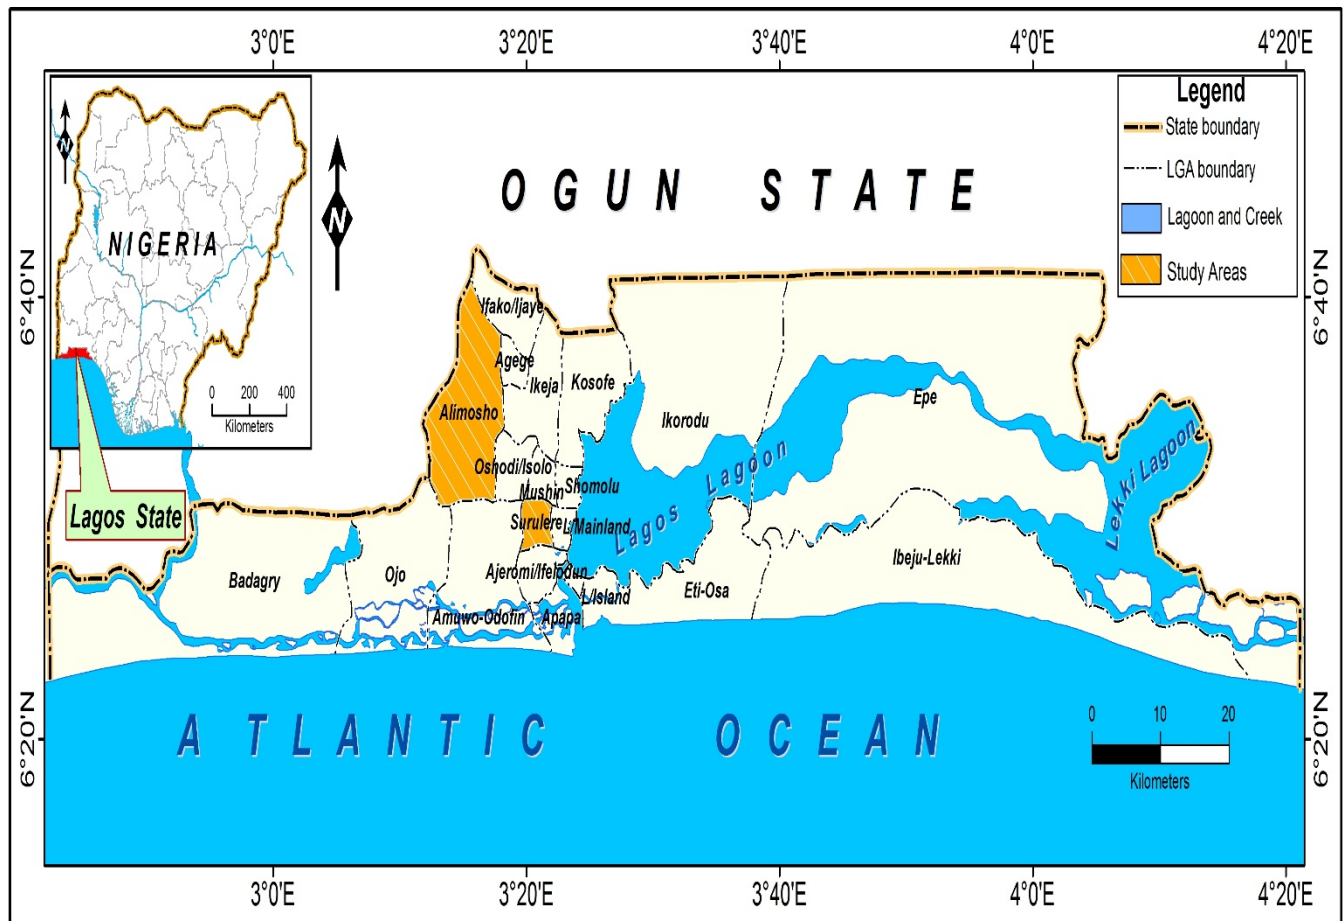 3°0'E 3°20'E 3°40'E 4°0'E 4°20'E
N
NIGERIA
0 200 400
Kilometers
Lagos State
N
OGUN STATE
Legend
State boundary
LGA boundary
Lagoon and Creek
Study Areas
6°40'N
6°40'N
Ifako/Ijaye
Agege
Ikeja
Kosofe
Alimosho
Ikorodu
Epe
Oshodi/Isolo
Mushin
Shomolu
Surulere
L/Mainland
Lagos Lagoon
Lekki Lagoon
Badagry
Ojo
Ajeromi/Ifelodun
L/Island
Eti-Osa
Ibeju-Lekki
Amuwo-Odofin
Apapa
ATLANTIC OCEAN
0 10 20
Kilometers
6°20'N
6°20'N
3°0'E 3°20'E 3°40'E 4°0'E 4°20'E